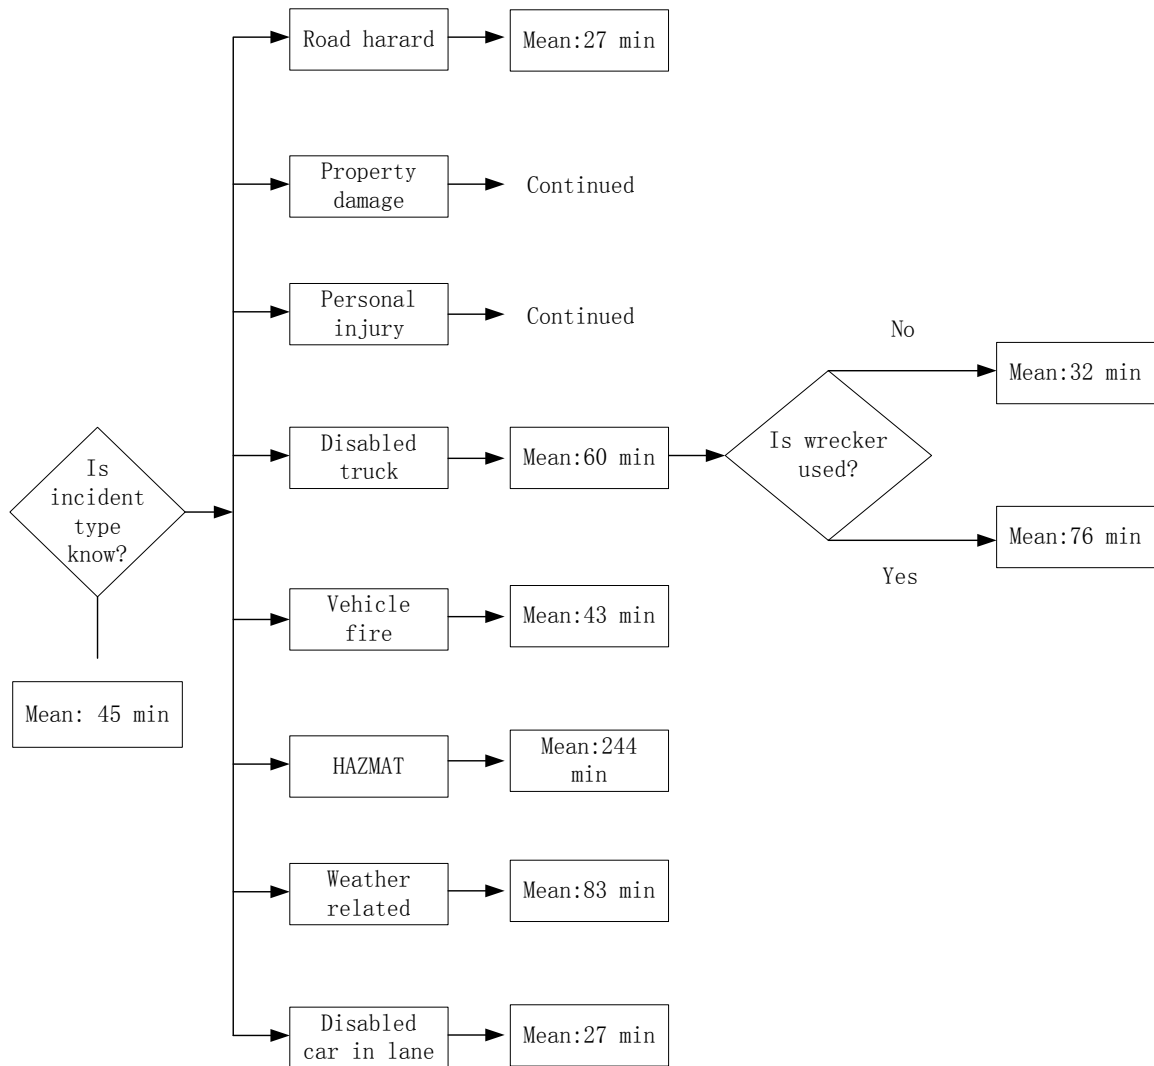 Road harard
Mean:27 min
Property
damage
Continued
Personal
injury
Continued
No
Mean:32 min
Disabled
truck
Mean:60 min
Is wrecker
used?
Is
incident
type
know?
Mean:76 min
Yes
Vehicle
fire
Mean:43 min
Mean: 45 min
HAZMAT
Mean:244
min
Weather
related
Mean:83 min
Disabled
car in lane
Mean:27 min